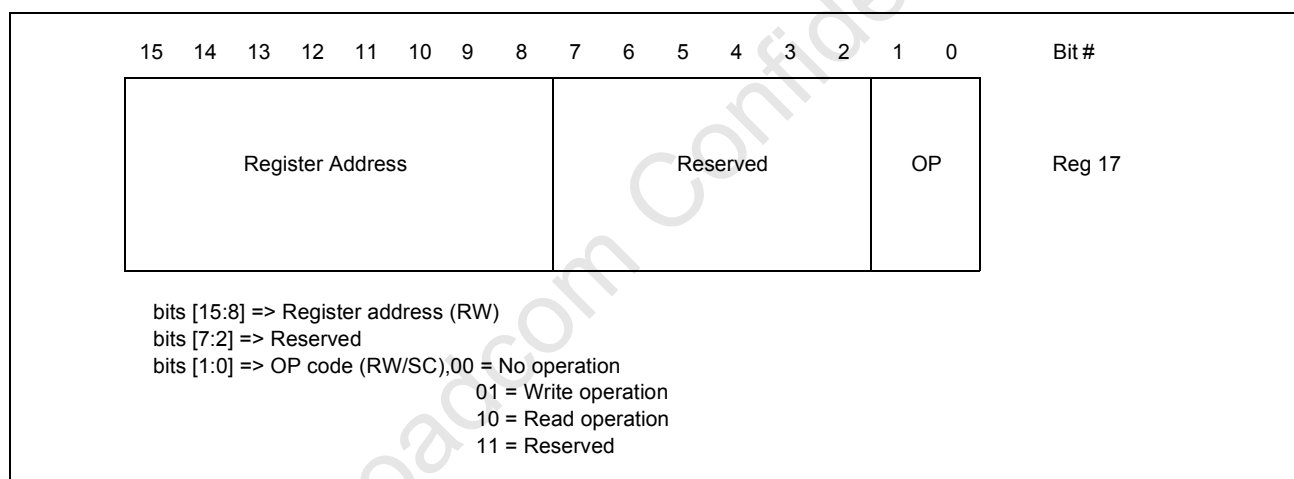 15 14 13 12 11 10 9 8 7 6 5 4 3 2 1 0 Bit #
Register Address Reserved OP Reg 17
bits [15:8] => Register address (RW)
bits [7:2] => Reserved
bits [1:0] => OP code (RW/SC),00 = No operation
01 = Write operation
10 = Read operation
11 = Reserved